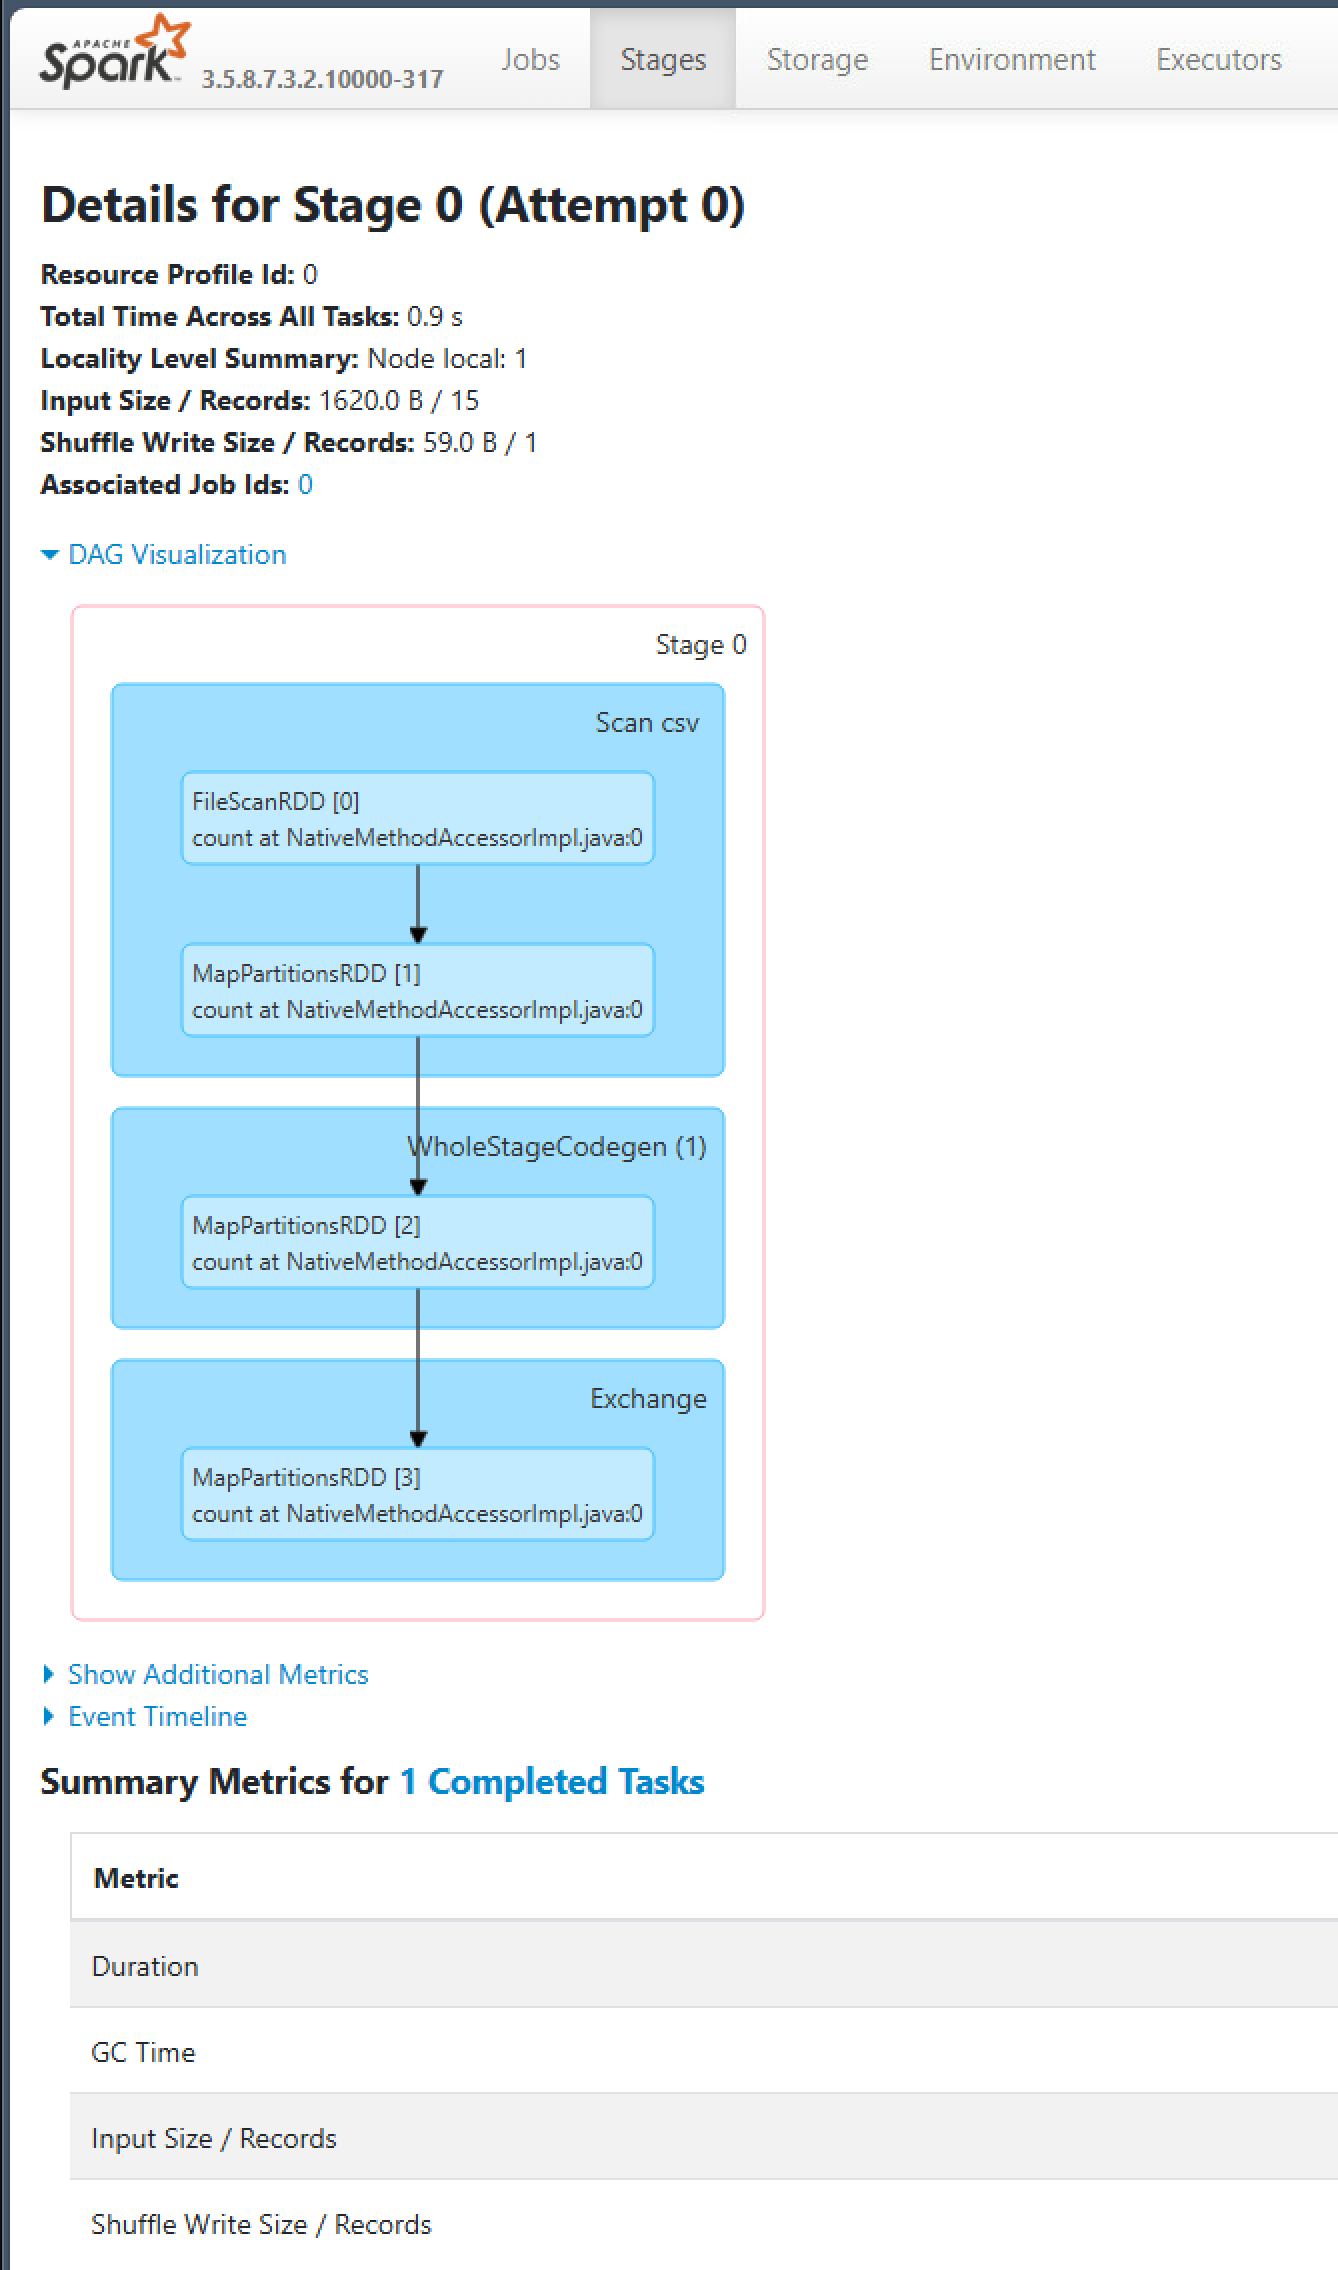 APACHE
Spark™ 3.5.8.7.3.2.10000-317 Jobs Stages Storage Environment Executors
Details for Stage 0 (Attempt 0)
Resource Profile Id: 0
Total Time Across All Tasks: 0.9 s
Locality Level Summary: Node local: 1
Input Size / Records: 1620.0 B / 15
Shuffle Write Size / Records: 59.0 B / 1
Associated Job Ids: 0
DAG Visualization
Stage 0
Scan csv
FileScanRDD [0]
count at NativeMethodAccessorImpl.java:0
MapPartitionsRDD [1]
count at NativeMethodAccessorImpl.java:0
WholeStageCodegen (1)
MapPartitionsRDD [2]
count at NativeMethodAccessorImpl.java:0
Exchange
MapPartitionsRDD [3]
count at NativeMethodAccessorImpl.java:0
Show Additional Metrics
Event Timeline
Summary Metrics for 1 Completed Tasks
Metric
Duration
GC Time
Input Size / Records
Shuffle Write Size / Records